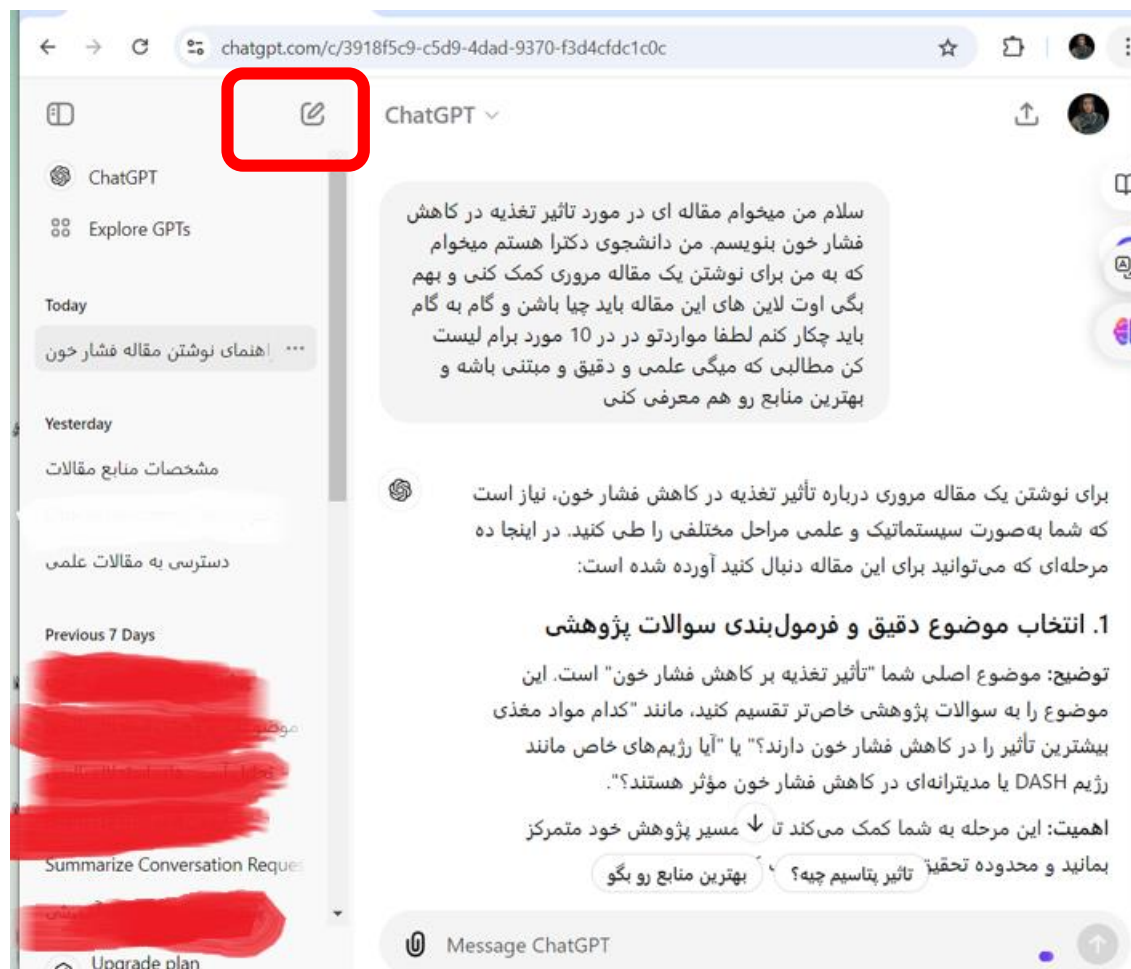 chatgpt.com/c/3918f5c9-c5d9-4dad-9370-f3d4cfdc1c0c
ChatGPT
Explore GPTs
Today
اهنمای نوشتن مقاله فشار خون
Yesterday
مشخصات منابع مقالات
دسترسی به مقالات علمی
Previous 7 Days
Summarize Conversation Reques
Upgrade plan
ChatGPT
سلام من میخوام مقاله ای در مورد تاثیر تغذیه در کاهش
فشار خون بنویسم. من دانشجوی دکترا هستم میخوام
که به من برای نوشتن یک مقاله مروری کمک کنی و بهم
بگی اوت لاین های این مقاله باید چیا باشن و گام به گام
باید چکار کنم لطفا مواردتو در در 10 مورد برام لیست
کن مطالبی که میگی علمی و دقیق و مبتنی باشه و
بهترین منابع رو هم معرفی کنی
برای نوشتن یک مقاله مروری درباره تأثیر تغذیه در کاهش فشار خون، نیاز است
که شما به‌صورت سیستماتیک و علمی مراحل مختلفی را طی کنید. در اینجا ده
مرحله‌ای که می‌توانید برای این مقاله دنبال کنید آورده شده است:
1. انتخاب موضوع دقیق و فرمول‌بندی سوالات پژوهشی
توضیح: موضوع اصلی شما "تأثیر تغذیه بر کاهش فشار خون" است. این
موضوع را به سوالات پژوهشی خاص‌تر تقسیم کنید، مانند "کدام مواد مغذی
بیشترین تأثیر را در کاهش فشار خون دارند؟" یا "آیا رژیم‌های خاص مانند
رژیم DASH یا مدیترانه‌ای در کاهش فشار خون مؤثر هستند؟".
اهمیت: این مرحله به شما کمک می‌کند مسیر پژوهش خود متمرکز
بمانید و محدوده تحقیق
تاثیر پتاسیم چیه؟
بهترین منابع رو بگو
Message ChatGPT